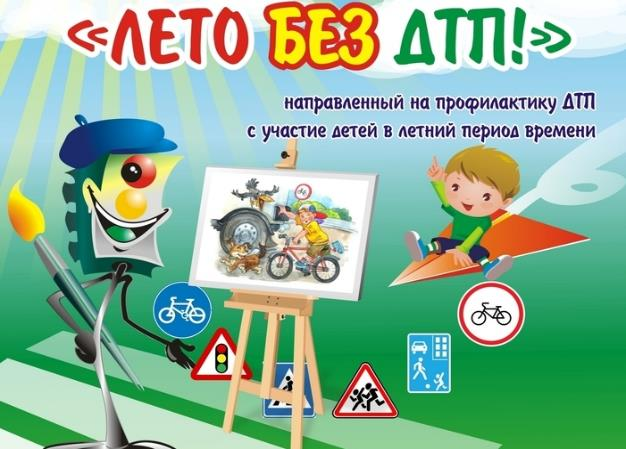 «ЛЕТО БЕЗ ДТП!»
направленный на профилактику ДТП
с участие детей в летний период времени